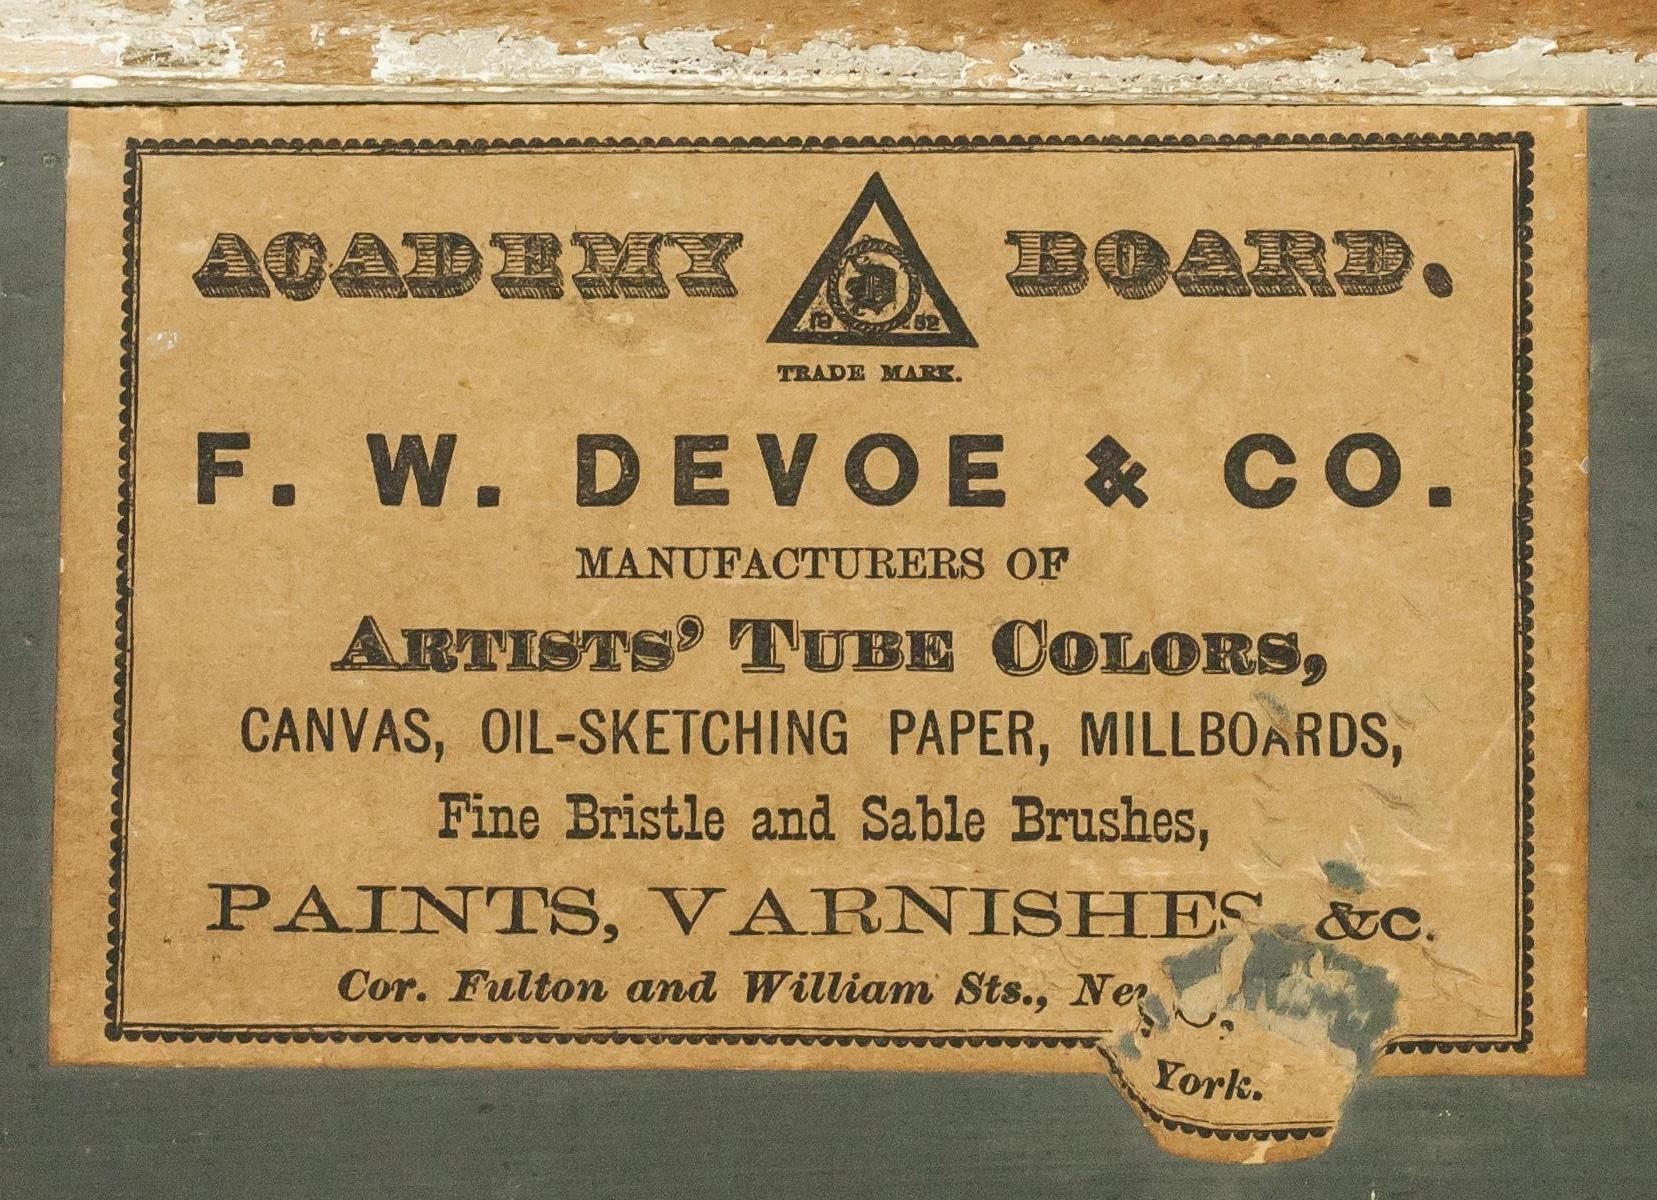 ACADEMY BOARD.
D
18 52
TRADE MARK.
F. W. DEVOE & CO.
MANUFACTURERS OF
ARTISTS' TUBE COLORS,
CANVAS, OIL-SKETCHING PAPER, MILLBOARDS,
Fine Bristle and Sable Brushes,
PAINTS, VARNISHES &c.
Cor. Fulton and William Sts., New
York.